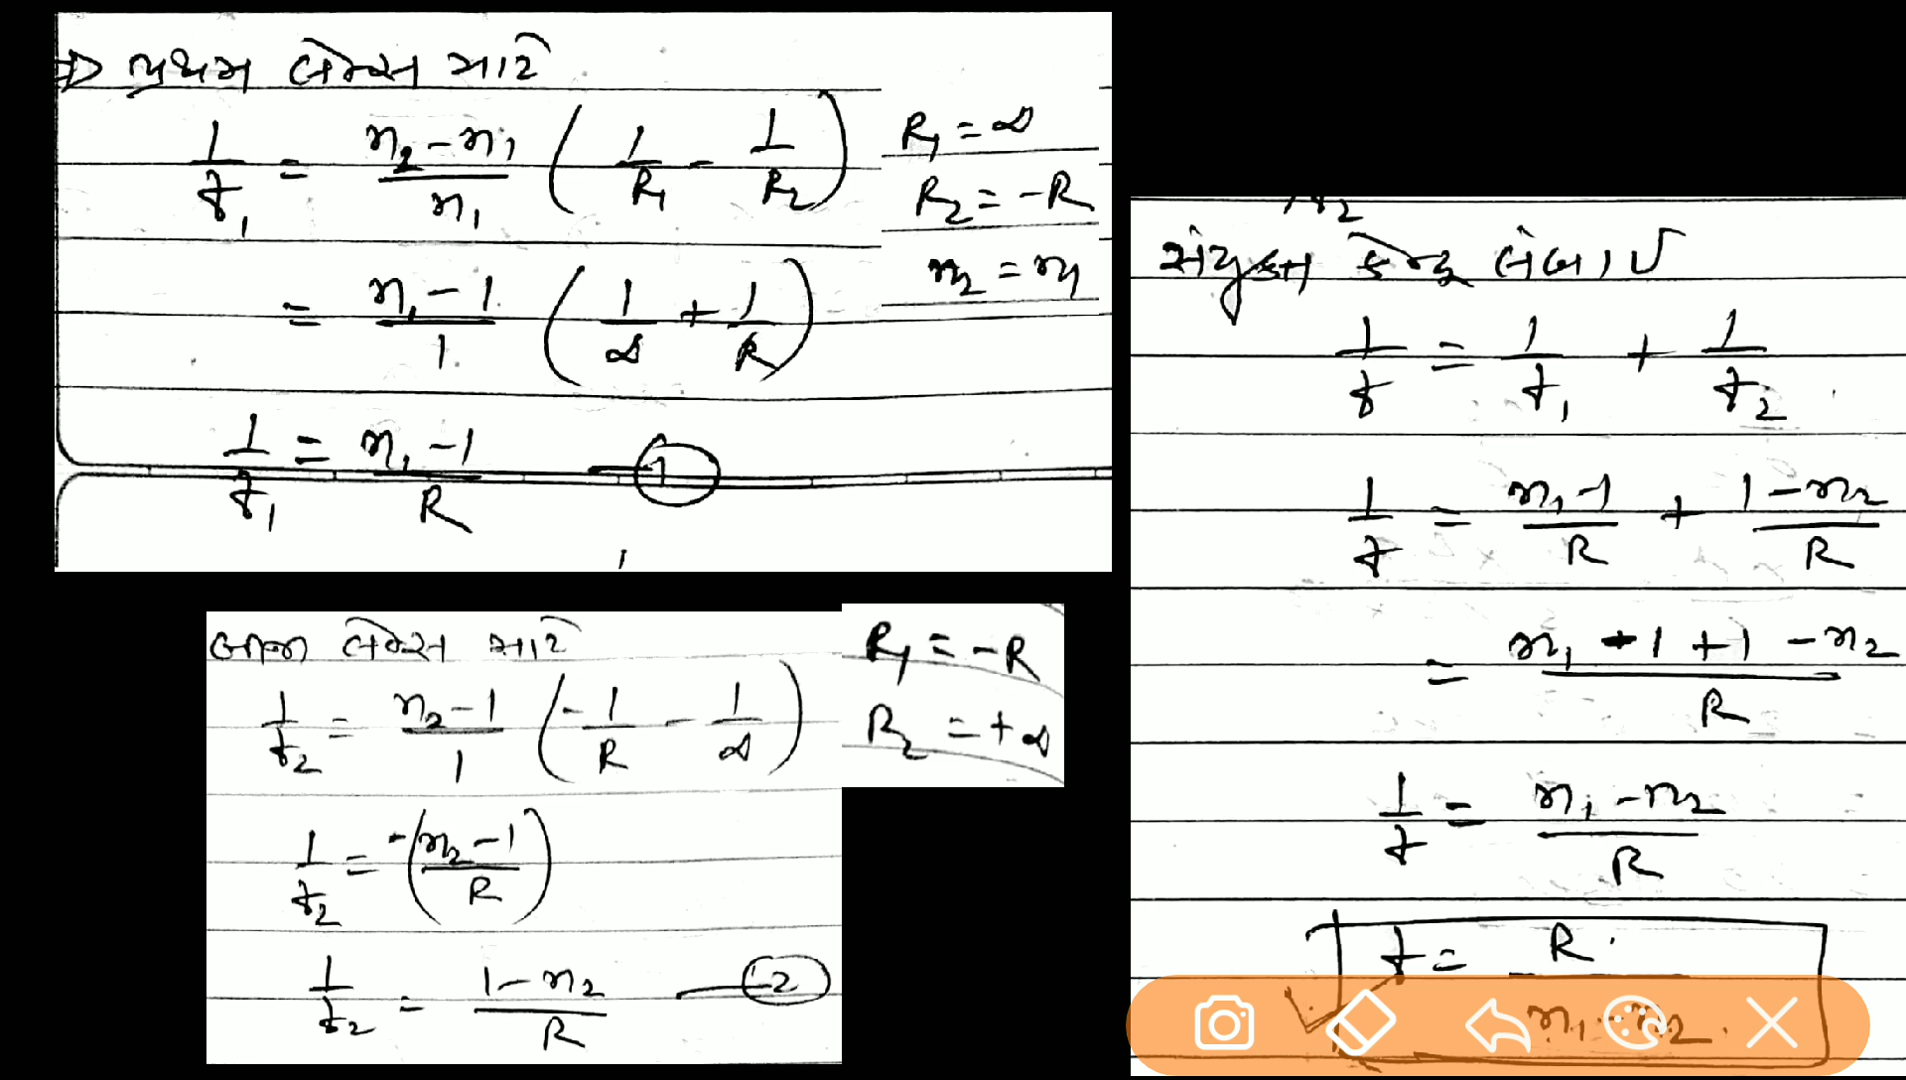 ⇒ પ્રથમ લેન્સ માટે
1/f₁ = (n₂ - n₁)/n₁ (1/R₁ - 1/R₂)
R₁ = ∞
R₂ = -R
n₂ = n₁
= (n₁ - 1)/1 (1/∞ + 1/R)
1/f₁ = (n₁ - 1)/R — ①
બીજા લેન્સ માટે
R₁ = -R
R₂ = +∞
1/f₂ = (n₂ - 1)/1 (-1/R - 1/∞)
1/f₂ = -((n₂ - 1)/R)
1/f₂ = (1 - n₂)/R — ②
સંયુક્ત કેન્દ્ર લંબાઈ
1/f = 1/f₁ + 1/f₂
1/f = (n₁ - 1)/R + (1 - n₂)/R
= (n₁ - 1 + 1 - n₂)/R
1/f = (n₁ - n₂)/R
f = R/(n₁ - n₂)